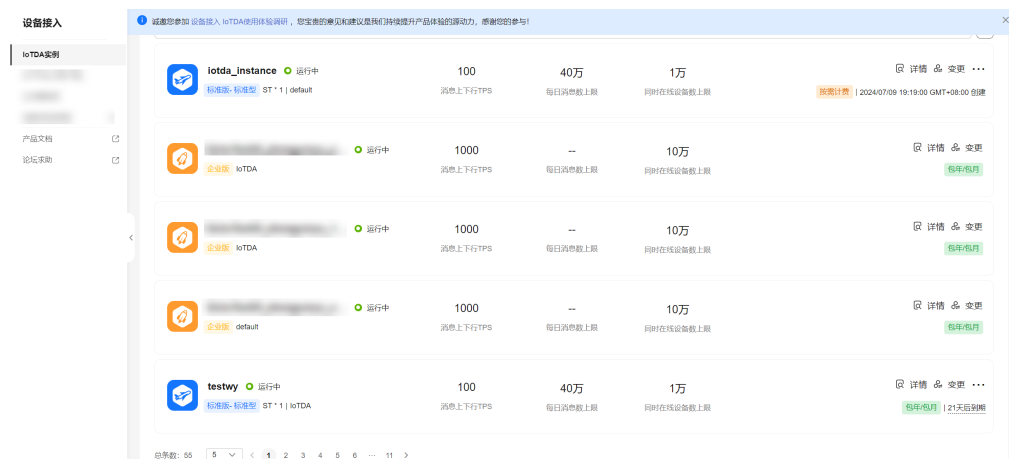 设备接入
诚邀您参加 设备接入 IoTDA使用体验调研 ，您宝贵的意见和建议是我们持续提升产品体验的源动力，感谢您的参与!
IoTDA实例
产品文档
论坛求助
iotda_instance 运行中
标准版- 标准型 ST * 1 | default
100
消息上下行TPS
40万
每日消息数上限
1万
同时在线设备数上限
详情 变更 ···
按需计费 | 2024/07/09 19:19:00 GMT+08:00 创建
运行中
企业版 IoTDA
1000
消息上下行TPS
--
每日消息数上限
10万
同时在线设备数上限
详情 变更
包年/包月
运行中
企业版 IoTDA
1000
消息上下行TPS
--
每日消息数上限
10万
同时在线设备数上限
详情 变更
包年/包月
运行中
企业版 default
1000
消息上下行TPS
--
每日消息数上限
10万
同时在线设备数上限
详情 变更
包年/包月
testwy 运行中
标准版- 标准型 ST * 1 | IoTDA
100
消息上下行TPS
40万
每日消息数上限
1万
同时在线设备数上限
详情 变更 ···
包年/包月 | 21天后到期
总条数: 55 5 < 1 2 3 4 5 6 ··· 11 >